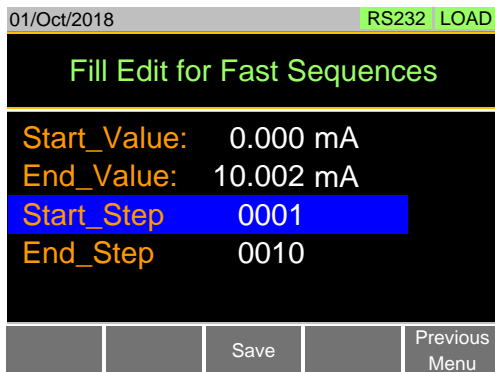 01/Oct/2018 RS232 LOAD
Fill Edit for Fast Sequences
Start_Value: 0.000 mA
End_Value: 10.002 mA
Start_Step 0001
End_Step 0010
Save
Previous
Menu